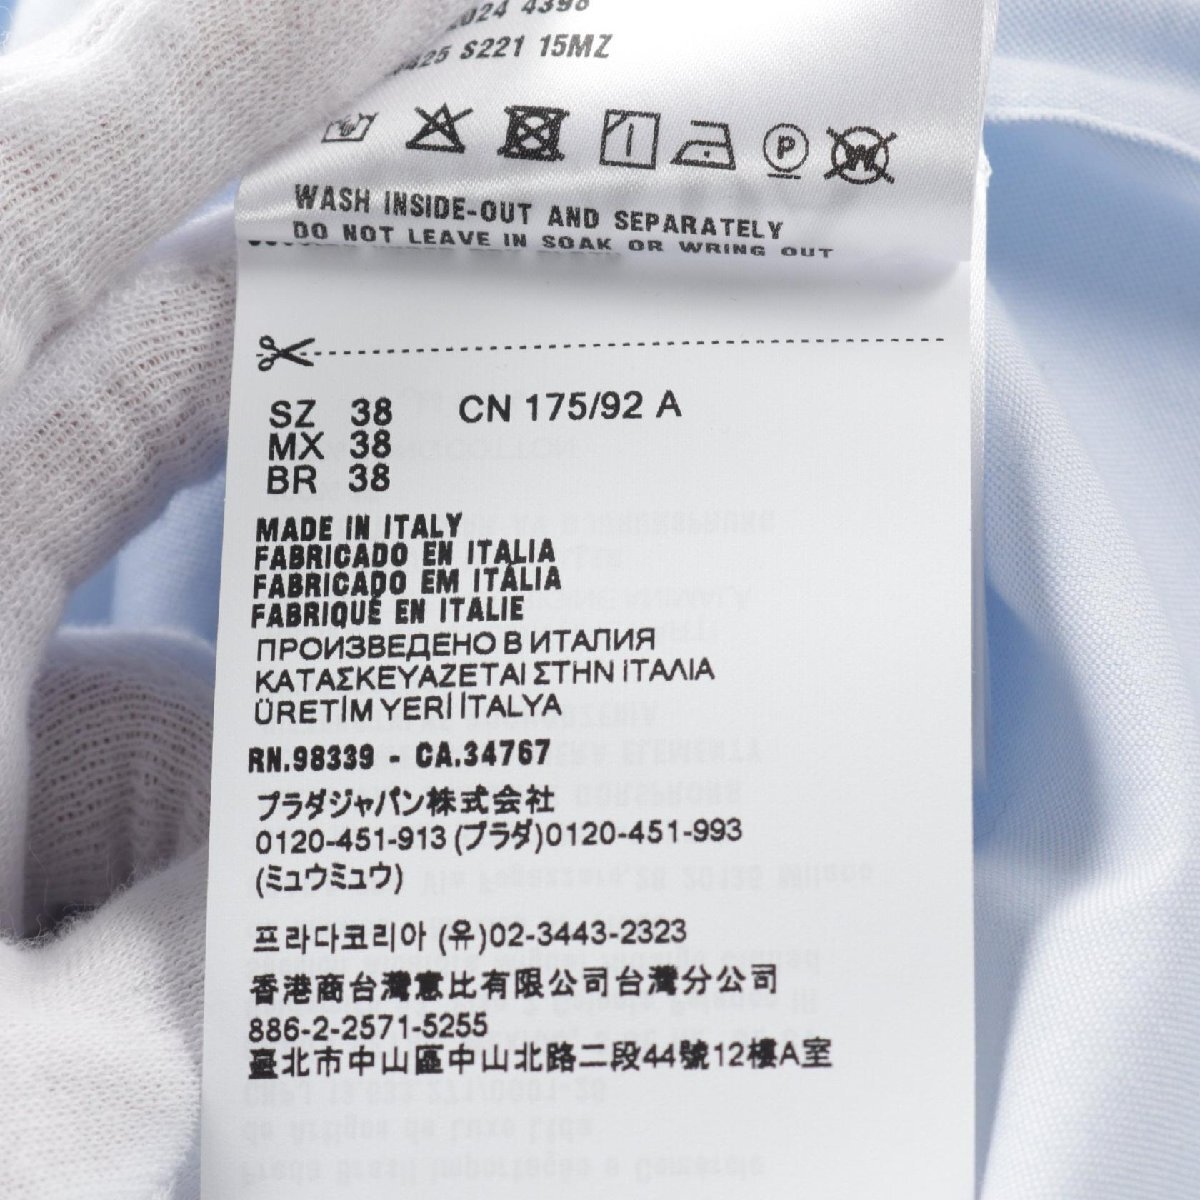 2024 4398
S221 15MZ
P
W
WASH INSIDE-OUT AND SEPARATELY
DO NOT LEAVE IN SOAK OR WRING OUT
SZ 38 CN 175/92 A
MX 38
BR 38
MADE IN ITALY
FABRICADO EN ITALIA
FABRICADO EM ITÁLIA
FABRIQUÉ EN ITALIE
ПРОИЗВЕДЕНО В ИТАЛИЯ
ΚΑΤΑΣΚΕΥΑΖΕΤΑΙ ΣΤΗΝ ΙΤΑΛΙΑ
ÜRETİM YERİ İTALYA
RN.98339 - CA.34767
プラダジャパン株式会社
0120-451-913 (プラダ)0120-451-993
(ミュウミュウ)
프라다코리아 (유)02-3443-2323
香港商台灣意比有限公司台灣分公司
886-2-2571-5255
臺北市中山區中山北路二段44號12樓A室